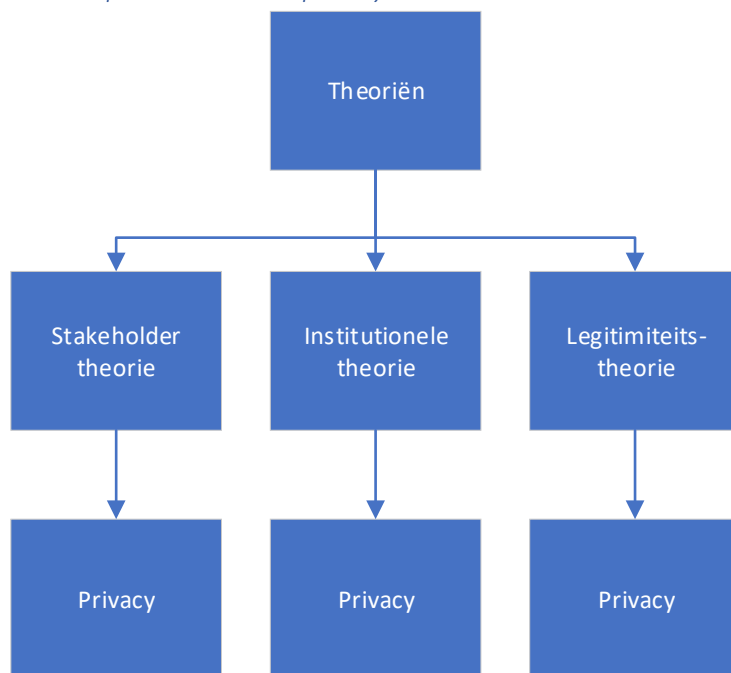 Theoriën
Stakeholder
theorie
Institutionele
theorie
Legitimiteits-
theorie
Privacy
Privacy
Privacy